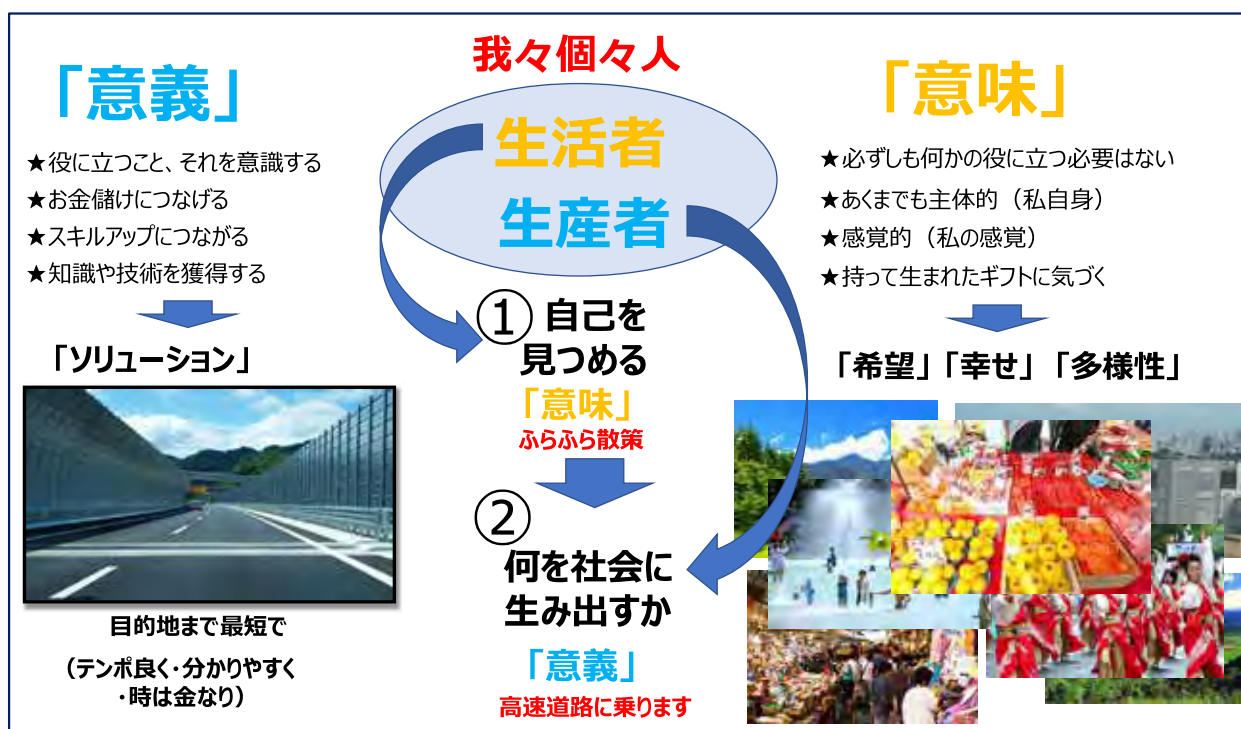 「意義」
★役に立つこと、それを意識する
★お金儲けにつなげる
★スキルアップにつながる
★知識や技術を獲得する
「ソリューション」
目的地まで最短で
(テンポ良く・分かりやすく
・時は金なり)
我々個々人
生活者
生産者
① 自己を
見つめる
「意味」
ふらふら散策
②
何を社会に
生み出すか
「意義」
高速道路に乗ります
「意味」
★必ずしも何かの役に立つ必要はない
★あくまでも主体的（私自身）
★感覚的（私の感覚）
★持って生まれたギフトに気づく
「希望」「幸せ」「多様性」